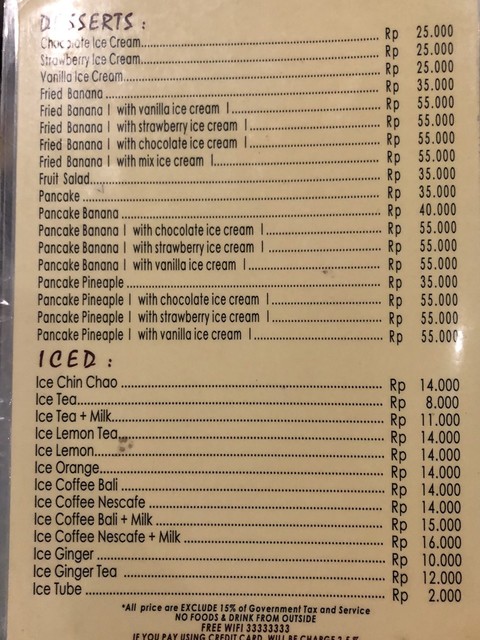 DESSERTS :
Chocolate Ice Cream Rp 25.000
Strawberry Ice Cream Rp 25.000
Vanilla Ice Cream Rp 25.000
Fried Banana Rp 35.000
Fried Banana | with vanilla ice cream | Rp 55.000
Fried Banana | with strawberry ice cream | Rp 55.000
Fried Banana | with chocolate ice cream | Rp 55.000
Fried Banana | with mix ice cream | Rp 55.000
Fruit Salad Rp 35.000
Pancake Rp 35.000
Pancake Banana Rp 40.000
Pancake Banana | with chocolate ice cream | Rp 55.000
Pancake Banana | with strawberry ice cream | Rp 55.000
Pancake Banana | with vanilla ice cream | Rp 55.000
Pancake Pineaple Rp 35.000
Pancake Pineaple | with chocolate ice cream | Rp 55.000
Pancake Pineaple | with strawberry ice cream | Rp 55.000
Pancake Pineaple | with vanilla ice cream | Rp 55.000
ICED :
Ice Chin Chao Rp 14.000
Ice Tea Rp 8.000
Ice Tea + Milk Rp 11.000
Ice Lemon Tea Rp 14.000
Ice Lemon Rp 14.000
Ice Orange Rp 14.000
Ice Coffee Bali Rp 14.000
Ice Coffee Nescafe Rp 14.000
Ice Coffee Bali + Milk Rp 15.000
Ice Coffee Nescafe + Milk Rp 16.000
Ice Ginger Rp 10.000
Ice Ginger Tea Rp 12.000
Ice Tube Rp 2.000
*All price are EXCLUDE 15% of Government Tax and Service
NO FOODS & DRINK FROM OUTSIDE
FREE WIFI 33333333
IF YOU PAY USING CREDIT CARD, WILL BE CHARGE